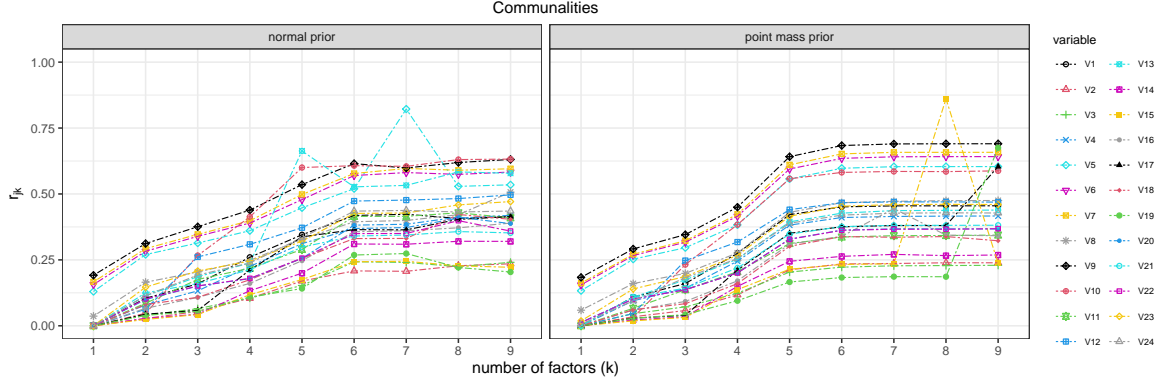 Communalities
normal prior
point mass prior
r_jk
1.00
0.75
0.50
0.25
0.00
1 2 3 4 5 6 7 8 9
1 2 3 4 5 6 7 8 9
number of factors (k)
variable
V1 V13
V2 V14
V3 V15
V4 V16
V5 V17
V6 V18
V7 V19
V8 V20
V9 V21
V10 V22
V11 V23
V12 V24